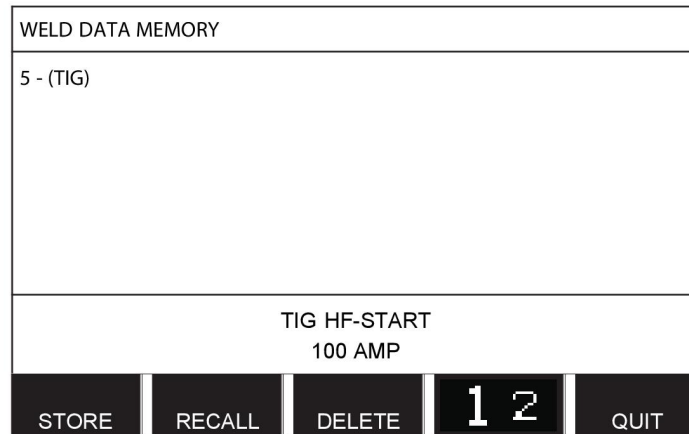 WELD DATA MEMORY
5 - (TIG)
TIG HF-START
100 AMP
STORE RECALL DELETE 1 2 QUIT